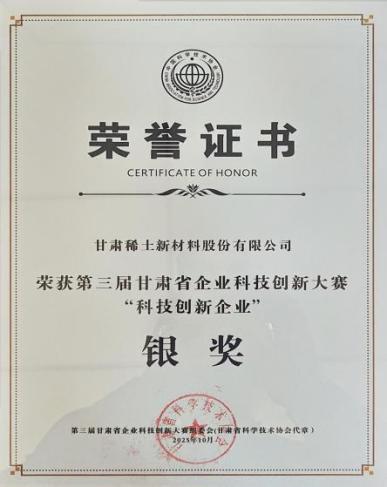 荣誉证书
CERTIFICATE OF HONOR
甘肃稀土新材料股份有限公司
荣获第三届甘肃省企业科技创新大赛
“科技创新企业”
银奖
第三届甘肃省企业科技创新大赛组委会(甘肃省科学技术协会代章)
2025年10月